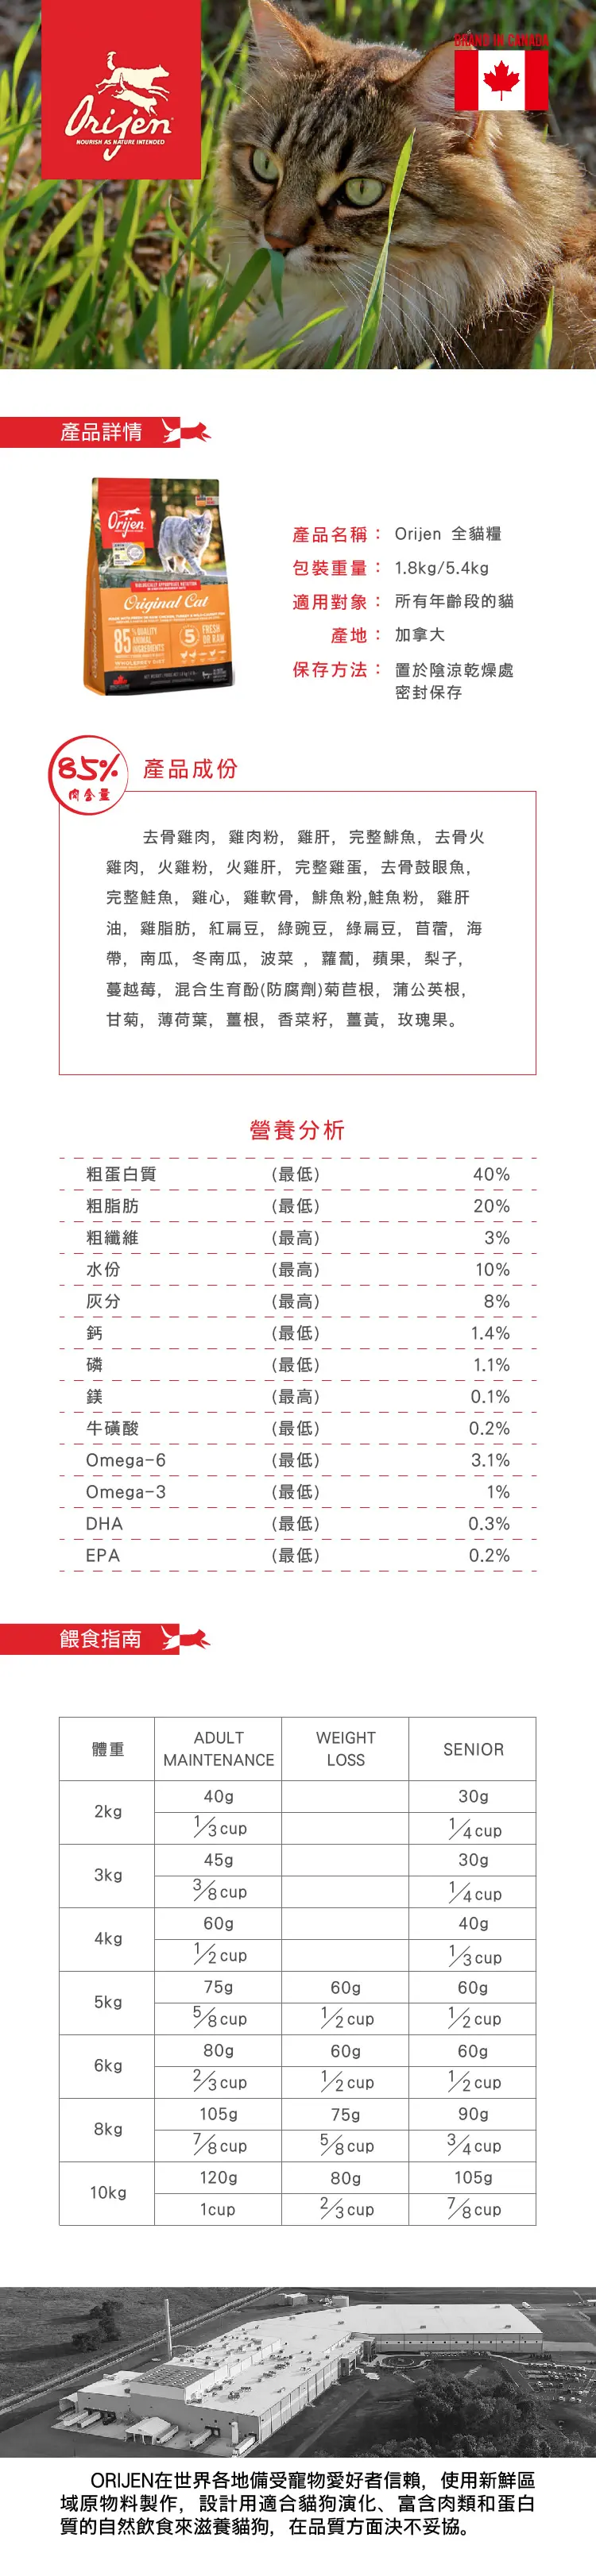 BRAND IN CANADA
Orijen
NOURISH AS NATURE INTENDED
產品詳情
Orijen
BIOLOGICALLY APPROPRIATE NUTRITION
Original Cat
85% QUALITY ANIMAL INGREDIENTS
5 FRESH OR RAW
WHOLEPREY DIET
產品名稱： Orijen 全貓糧
包裝重量： 1.8kg/5.4kg
適用對象： 所有年齡段的貓
產地： 加拿大
保存方法： 置於陰涼乾燥處
密封保存
85%
肉含量
產品成份
去骨雞肉，雞肉粉，雞肝，完整鯡魚，去骨火
雞肉，火雞粉，火雞肝，完整雞蛋，去骨鼓眼魚，
完整鮭魚，雞心，雞軟骨，鯡魚粉,鮭魚粉，雞肝
油，雞脂肪，紅扁豆，綠豌豆，綠扁豆，苜蓿，海
帶，南瓜，冬南瓜，波菜 ，蘿蔔，蘋果，梨子，
蔓越莓，混合生育酚(防腐劑)菊苣根，蒲公英根，
甘菊，薄荷葉，薑根，香菜籽，薑黃，玫瑰果。
營養分析
粗蛋白質 (最低) 40%
粗脂肪 (最低) 20%
粗纖維 (最高) 3%
水份 (最高) 10%
灰分 (最高) 8%
鈣 (最低) 1.4%
磷 (最低) 1.1%
鎂 (最高) 0.1%
牛磺酸 (最低) 0.2%
Omega-6 (最低) 3.1%
Omega-3 (最低) 1%
DHA (最低) 0.3%
EPA (最低) 0.2%
餵食指南
體重 ADULT MAINTENANCE WEIGHT LOSS SENIOR
2kg 40g 30g
1/3 cup 1/4 cup
3kg 45g 30g
3/8 cup 1/4 cup
4kg 60g 40g
1/2 cup 1/3 cup
5kg 75g 60g 60g
5/8 cup 1/2 cup 1/2 cup
6kg 80g 60g 60g
2/3 cup 1/2 cup 1/2 cup
8kg 105g 75g 90g
7/8 cup 5/8 cup 3/4 cup
10kg 120g 80g 105g
1cup 2/3 cup 7/8 cup
ORIJEN在世界各地備受寵物愛好者信賴，使用新鮮區
域原物料製作，設計用適合貓狗演化、富含肉類和蛋白
質的自然飲食來滋養貓狗，在品質方面決不妥協。